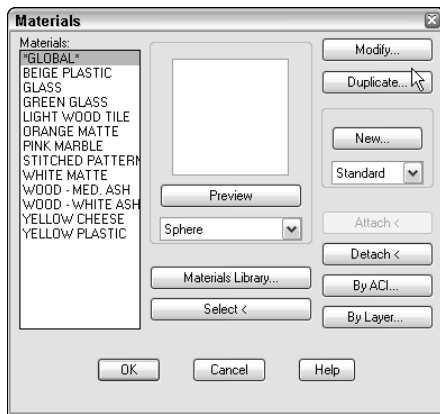 Materials
Materials:
*GLOBAL*
BEIGE PLASTIC
GLASS
GREEN GLASS
LIGHT WOOD TILE
ORANGE MATTE
PINK MARBLE
STITCHED PATTERN
WHITE MATTE
WOOD - MED. ASH
WOOD - WHITE ASH
YELLOW CHEESE
YELLOW PLASTIC
Preview
Sphere
Materials Library...
Select <
Modify...
Duplicate...
New...
Standard
Attach <
Detach <
By ACI...
By Layer...
OK
Cancel
Help